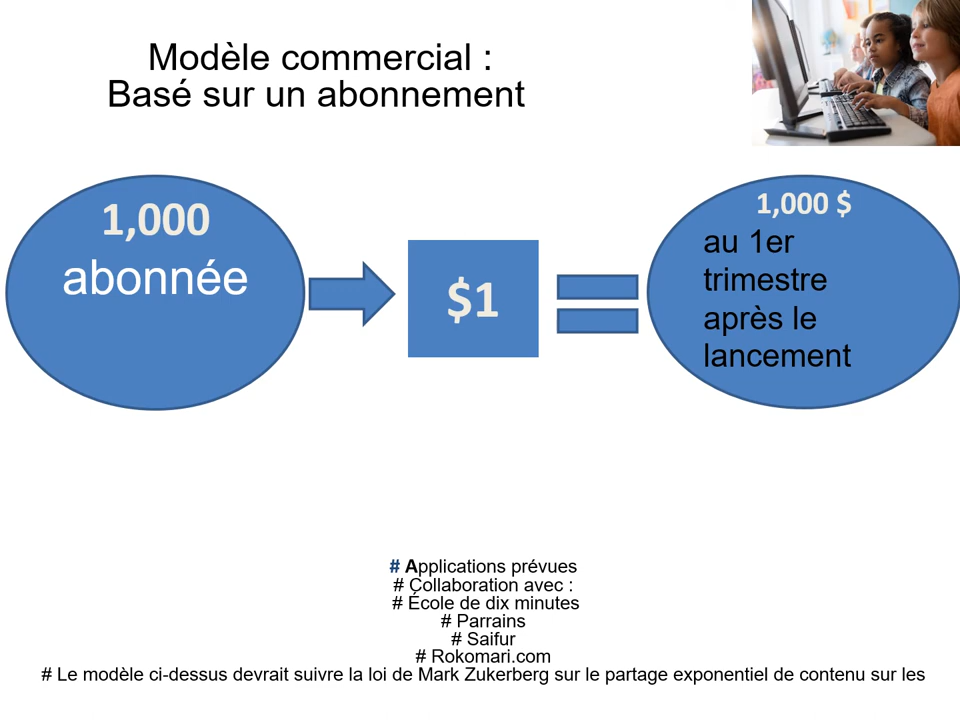 Modèle commercial :
Basé sur un abonnement
1,000
abonnée
$1
1,000 $
au 1er
trimestre
après le
lancement
# Applications prévues
# Collaboration avec :
# École de dix minutes
# Parrains
# Saifur
# Rokomari.com
# Le modèle ci-dessus devrait suivre la loi de Mark Zukerberg sur le partage exponentiel de contenu sur les